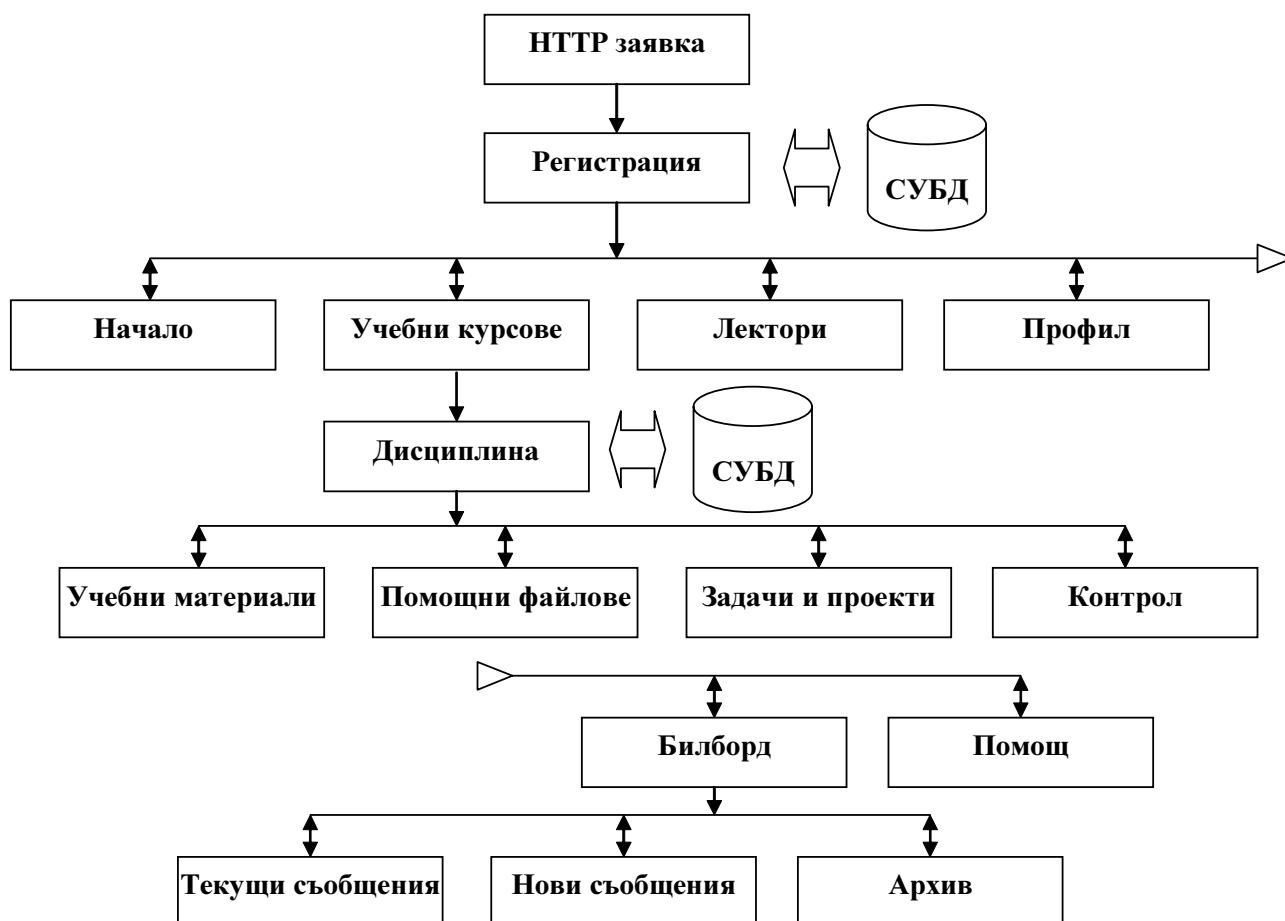 HTTP заявка
Регистрация
СУБД
Начало
Учебни курсове
Лектори
Профил
Дисциплина
СУБД
Учебни материали
Помощни файлове
Задачи и проекти
Контрол
Билборд
Помощ
Текущи съобщения
Нови съобщения
Архив